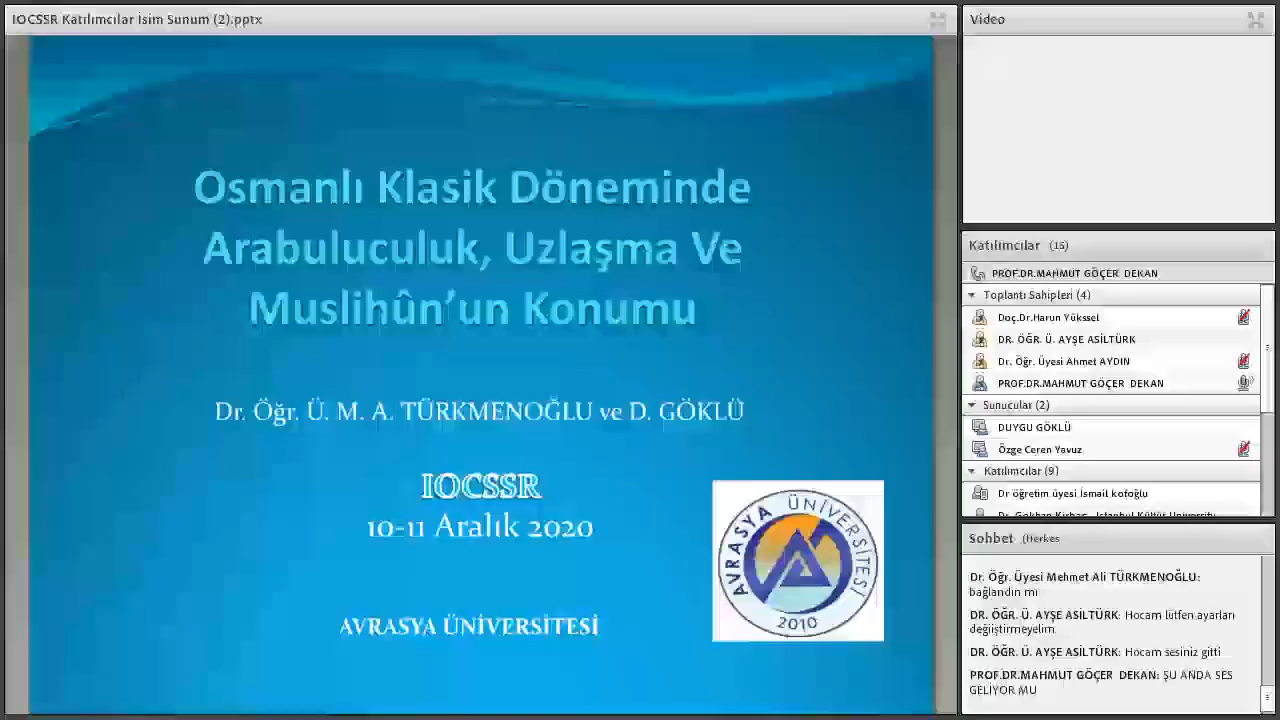 IOCSSR Katılımcılar İsim Sunum (2).pptx
Osmanlı Klasik Döneminde
Arabuluculuk, Uzlaşma Ve
Muslihûn’un Konumu
Dr. Öğr. Ü. M. A. TÜRKMENOĞLU ve D. GÖKLÜ
IOCSSR
10-11 Aralık 2020
AVRASYA ÜNİVERSİTESİ
AVRASYA ÜNİVERSİTESİ
2010
Video
Katılımcılar (15)
PROF.DR.MAHMUT GÖÇER DEKAN
Toplantı Sahipleri (4)
Doç.Dr.Harun Yükssel
DR. ÖĞR. Ü. AYŞE ASİLTÜRK
Dr. Öğr. Üyesi Ahmet AYDIN
PROF.DR.MAHMUT GÖÇER DEKAN
Sunucular (2)
DUYGU GÖKLÜ
Özge Ceren Yavuz
Katılımcılar (9)
Dr öğretim üyesi İsmail kofoğlu
Sohbet (Herkes
Dr. Öğr. Üyesi Mehmet Ali TÜRKMENOĞLU:
bağlandın mı
DR. ÖĞR. Ü. AYŞE ASİLTÜRK: Hocam lütfen ayarları
değiiştirmeyelim
DR. ÖĞR. Ü. AYŞE ASİLTÜRK: Hocam sesiniz gitti
PROF.DR.MAHMUT GÖÇER DEKAN: ŞU ANDA SES
GELİYOR MU